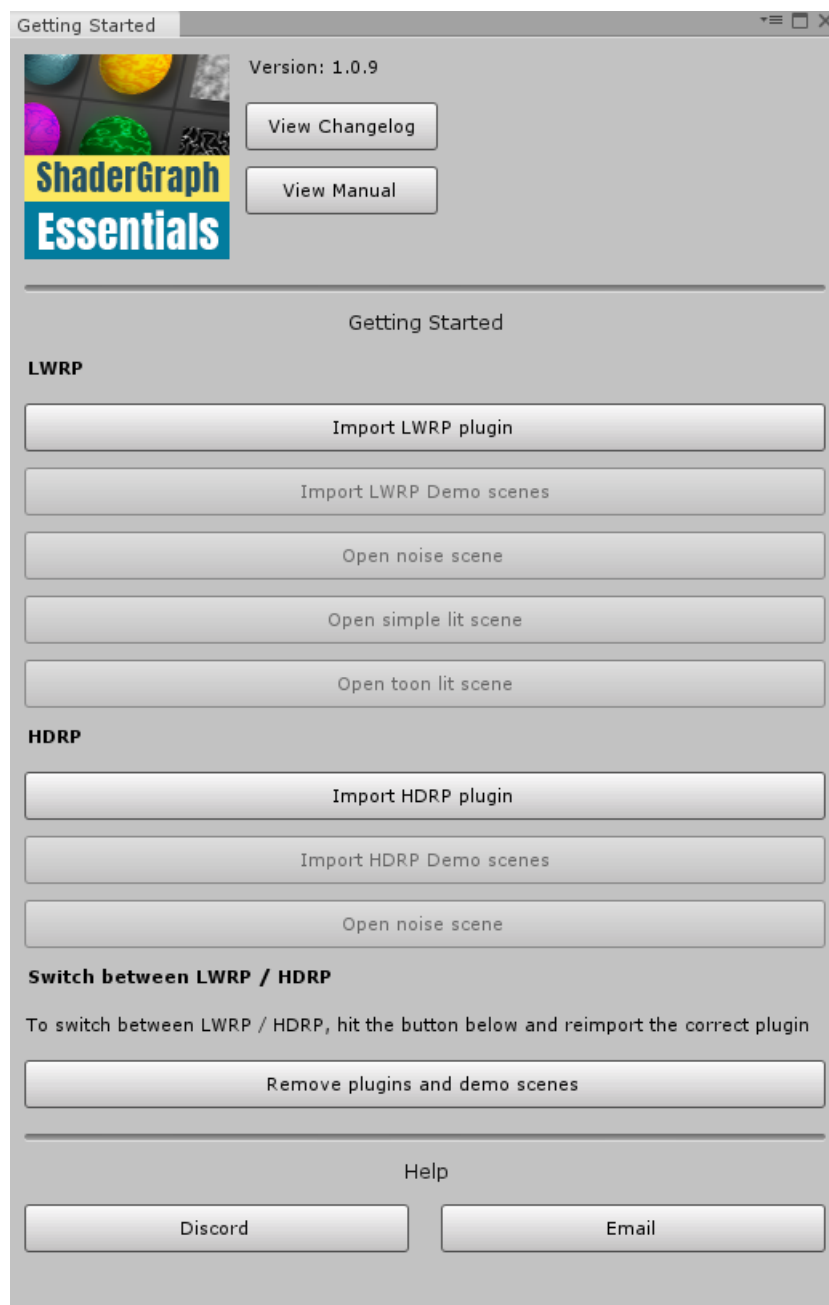 Getting Started
Version: 1.0.9
View Changelog
View Manual
ShaderGraph
Essentials
Getting Started
LWRP
Import LWRP plugin
Import LWRP Demo scenes
Open noise scene
Open simple lit scene
Open toon lit scene
HDRP
Import HDRP plugin
Import HDRP Demo scenes
Open noise scene
Switch between LWRP / HDRP
To switch between LWRP / HDRP, hit the button below and reimport the correct plugin
Remove plugins and demo scenes
Help
Discord
Email